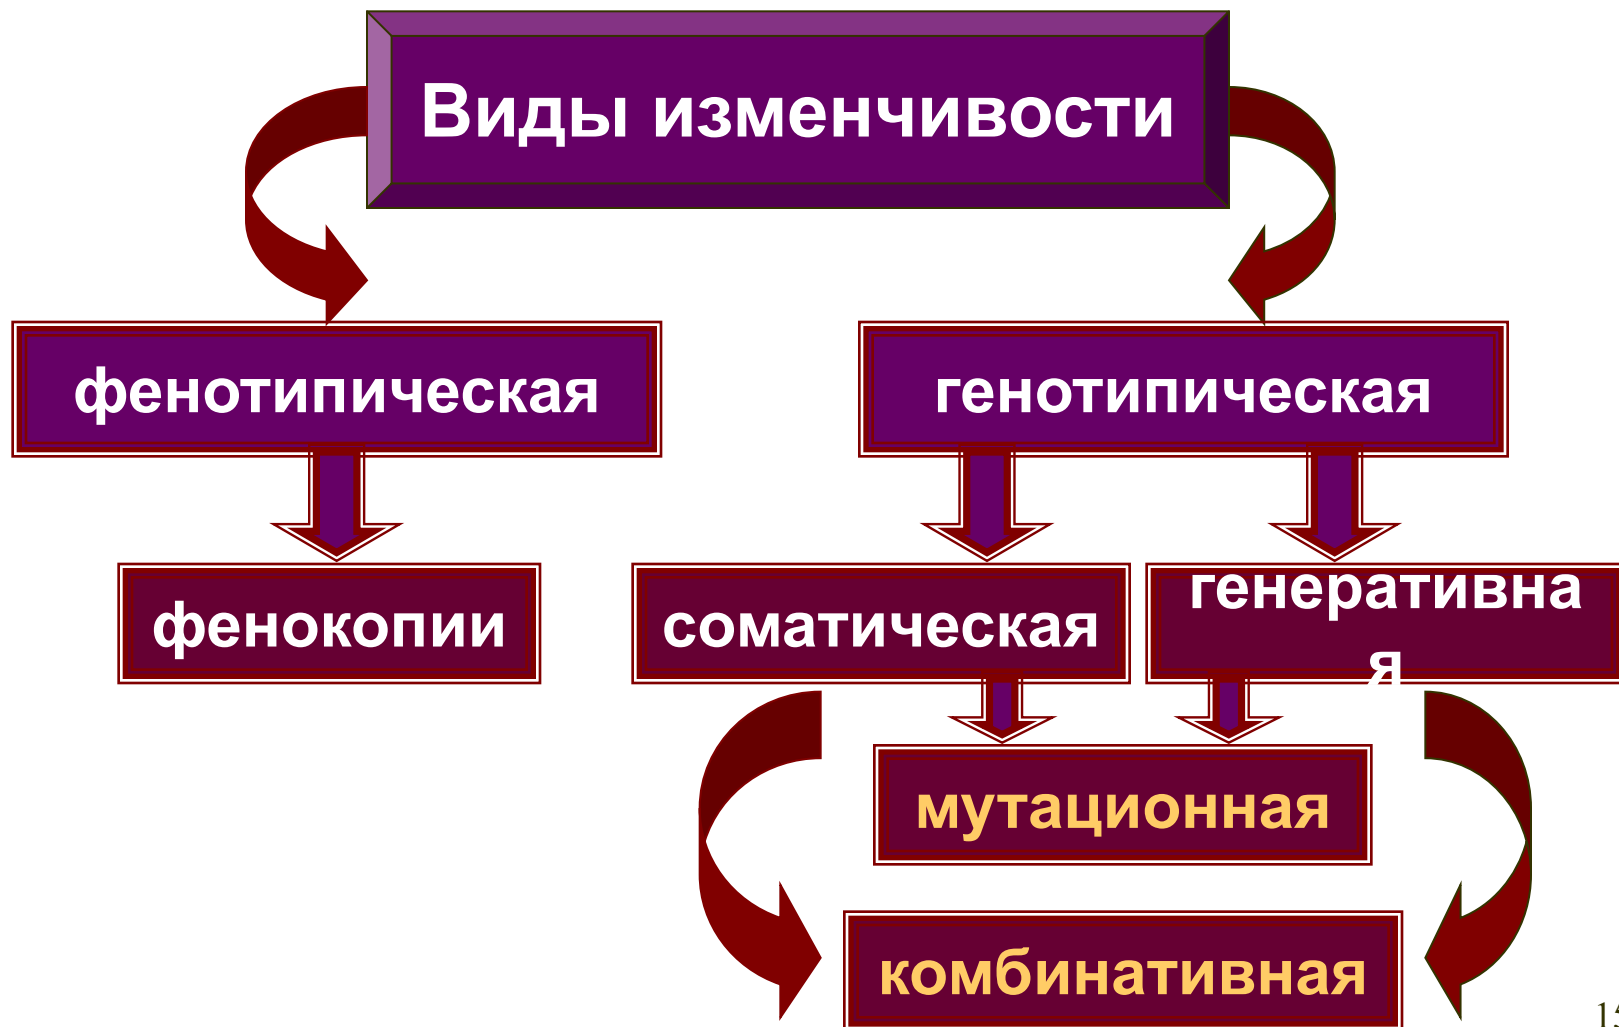 Виды изменчивости
фенотипическая
генотипическая
фенокопии
соматическая
генеративна
я
мутационная
комбинативная